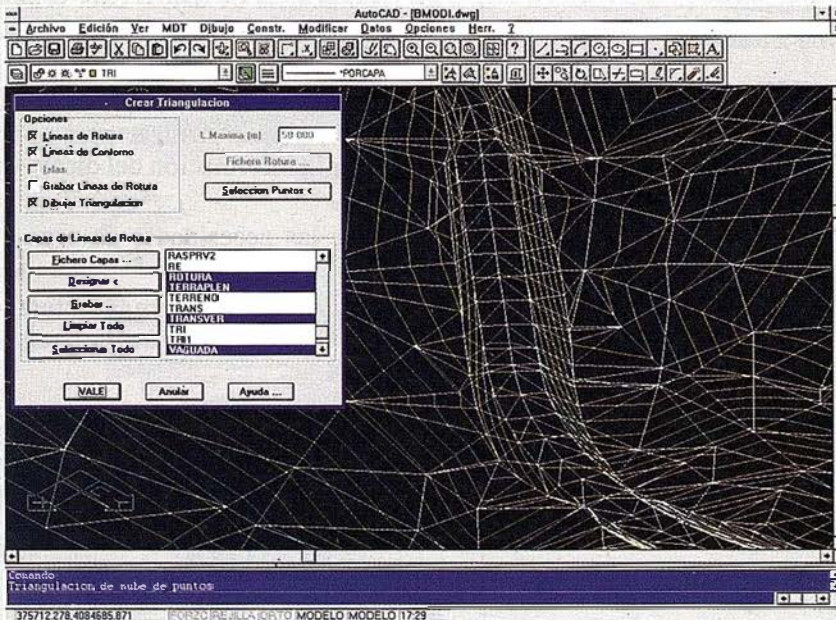 AutoCAD - [BMODI.dwg]
Archivo Edición Ver MDT Dibujo Constr. Modificar Datos Opciones Herr. ?
TRI
*PORCAPA
Crear Triangulacion
Opciones
Lineas de Rotura
Lineas de Contorno
Islas
Grabar Lineas de Rotura
Dibujar Triangulacion
L.Maxima (m) 50.000
Fichero Rotura ...
Seleccion Puntos <
Capas de Lineas de Rotura
Fichero Capas ...
Designar <
Grabar ..
Limpiar Todo
Seleccionar Todo
RASPRV2
RE
ROTURA
TERRAPLEN
TERRENO
TRANS
TRANSVER
TRI
TRI1
VAGUADA
VALE
Anular
Ayuda ...
Comando
Triangulacion de nube de puntos
375712.278,4084685.871 FORZC REJILLA ORTO MODELO MODELO 17:29